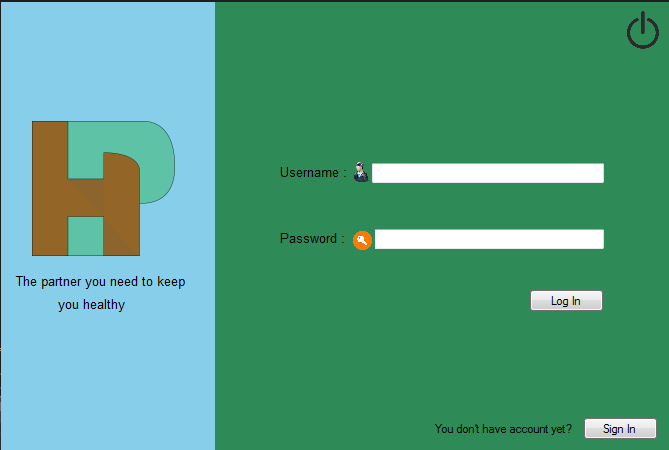 HP
The partner you need to keep
you healthy
Username :
Password :
Log In
You don't have account yet?
Sign In